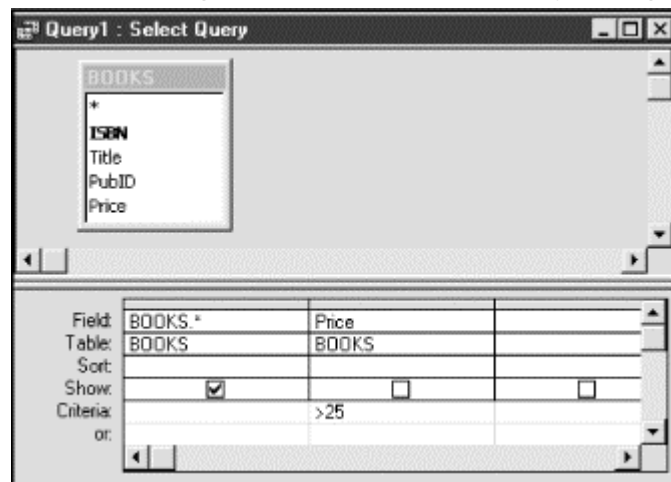 Query1 : Select Query
BOOKS
*
ISBN
Title
PubID
Price
Field: BOOKS.* Price
Table: BOOKS BOOKS
Sort:
Show:
Criteria: >25
or: